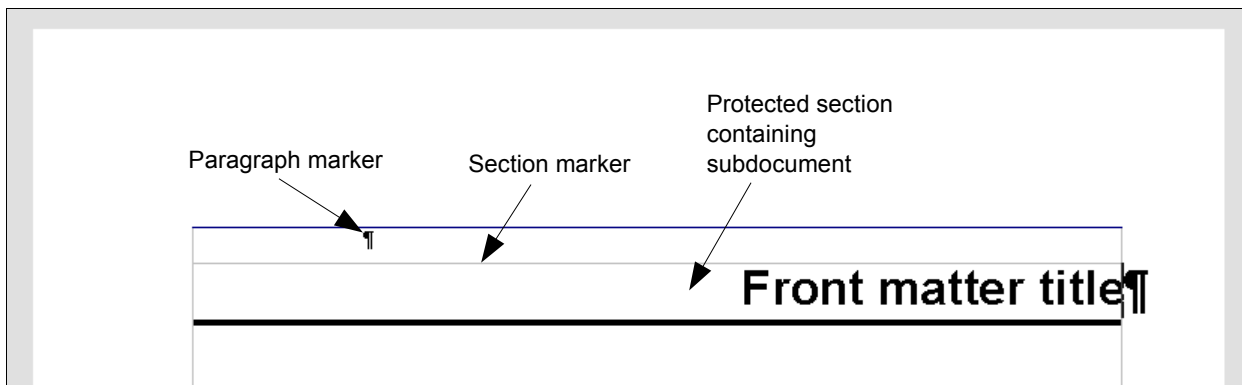 Protected section
containing
subdocument
Paragraph marker
Section marker
¶
Front matter title¶